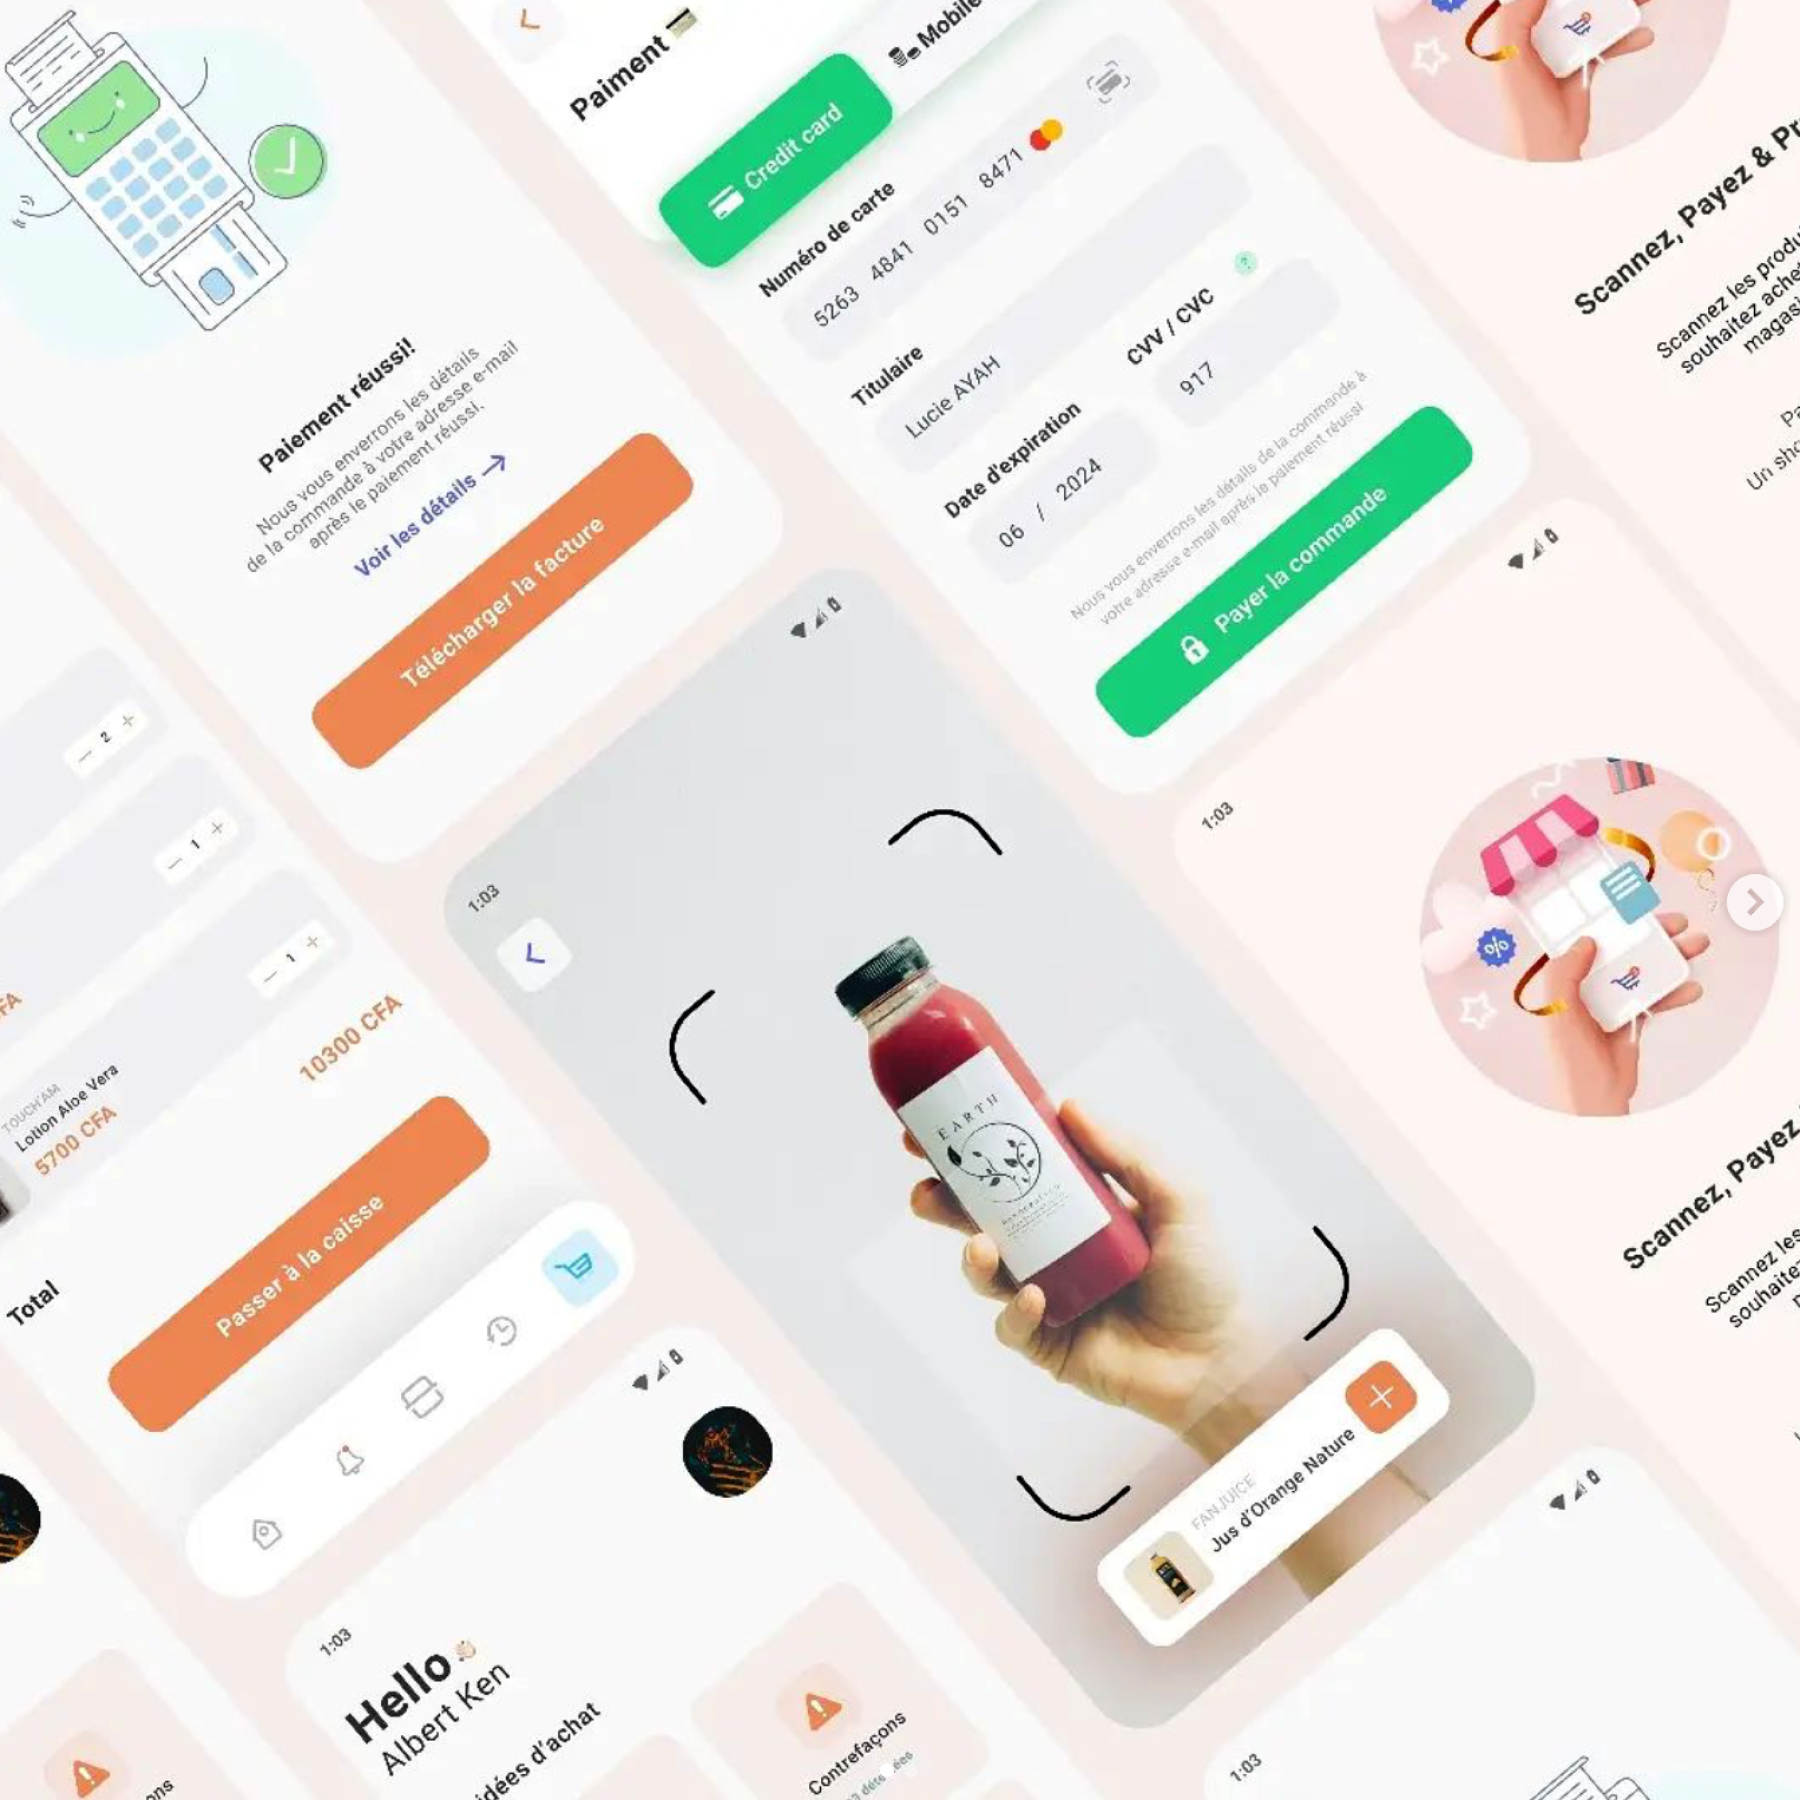 Paiement réussi!
Nous vous enverrons les détails
de la commande à votre adresse e-mail
après le paiement réussi.
Voir les détails
Télécharger la facture
Paiment
Credit card
Mobile
Numéro de carte
5263 4841 0151 8471
Titulaire
Lucie AYAH
Date d'expiration
06 / 2024
CVV / CVC
?
917
Nous vous enverrons les détails de la commande à
votre adresse e-mail après le paiement réussi
Payer la commande
Scannez, Payez & Pr
Scannez les produ
souhaitez ache
magas
Pa
Un sho
2
1
1
FA
TOUCH'AM
Lotion Aloe Vera
5700 CFA
Total
10300 CFA
Passer à la caisse
1:03
EARTH
FANJUICE
Jus d'Orange Nature
1:03
%
Scannez, Payez
Scannez les
souhaitez
1:03
Hello
Albert Ken
idées d'achat
Contrefaçons
ons
1:03